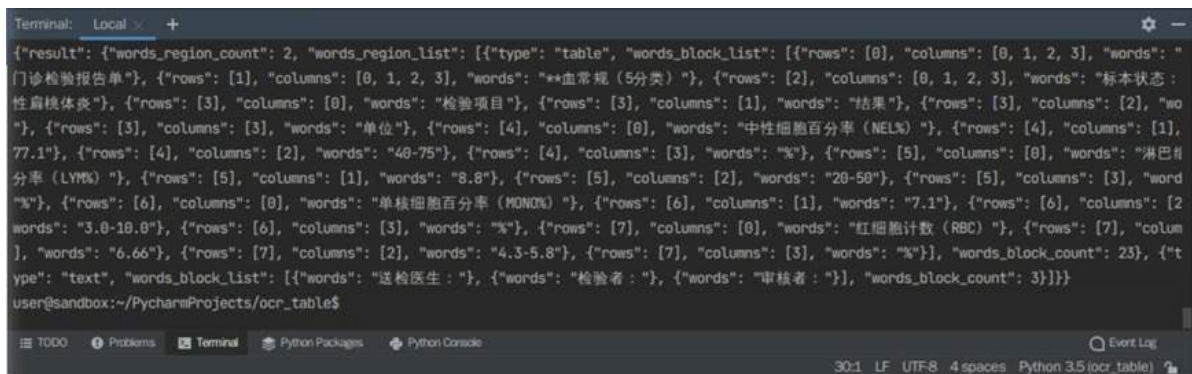 Terminal: Local × +
{"result": {"words_region_count": 2, "words_region_list": [{"type": "table", "words_block_list": [{"rows": [0], "columns": [0, 1, 2, 3], "words": "
门诊检验报告单"}, {"rows": [1], "columns": [0, 1, 2, 3], "words": "**血常规（5分类）"}, {"rows": [2], "columns": [0, 1, 2, 3], "words": "标本状态：
性扁桃体炎"}, {"rows": [3], "columns": [0], "words": "检验项目"}, {"rows": [3], "columns": [1], "words": "结果"}, {"rows": [3], "columns": [2], "wo
"}, {"rows": [3], "columns": [3], "words": "单位"}, {"rows": [4], "columns": [0], "words": "中性细胞百分率（NEL%）"}, {"rows": [4], "columns": [1],
77.1"}, {"rows": [4], "columns": [2], "words": "40-75"}, {"rows": [4], "columns": [3], "words": "%"}, {"rows": [5], "columns": [0], "words": "淋巴
分率（LYM%）"}, {"rows": [5], "columns": [1], "words": "8.8"}, {"rows": [5], "columns": [2], "words": "20-50"}, {"rows": [5], "columns": [3], "word
"%"}, {"rows": [6], "columns": [0], "words": "单核细胞百分率（MONO%）"}, {"rows": [6], "columns": [1], "words": "7.1"}, {"rows": [6], "columns": [2
words": "3.0-10.0"}, {"rows": [6], "columns": [3], "words": "%"}, {"rows": [7], "columns": [0], "words": "红细胞计数（RBC）"}, {"rows": [7], "colum
], "words": "6.66"}, {"rows": [7], "columns": [2], "words": "4.3-5.8"}, {"rows": [7], "columns": [3], "words": "%"}], "words_block_count": 23}, {"t
ype": "text", "words_block_list": [{"words": "送检医生："}, {"words": "检验者："}, {"words": "审核者："}], "words_block_count": 3}]}}
user@sandbox:~/PycharmProjects/ocr_table$
TODO Problems Terminal Python Packages Python Console Event Log
30:1 LF UTF-8 4 spaces Python 3.5 (ocr_table)